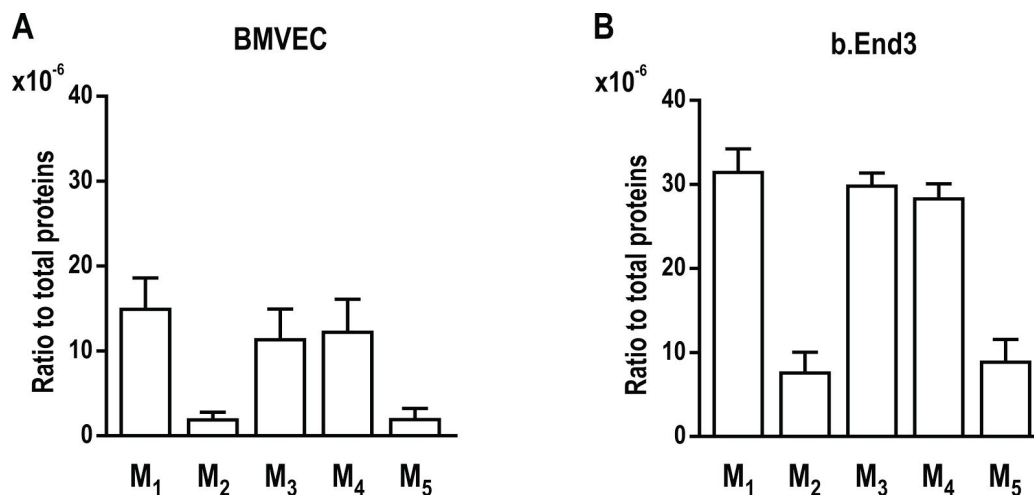 A
BMVEC
x10⁻⁶
Ratio to total proteins
40
30
20
10
0
M₁ M₂ M₃ M₄ M₅
B
b.End3
x10⁻⁶
Ratio to total proteins
40
30
20
10
0
M₁ M₂ M₃ M₄ M₅